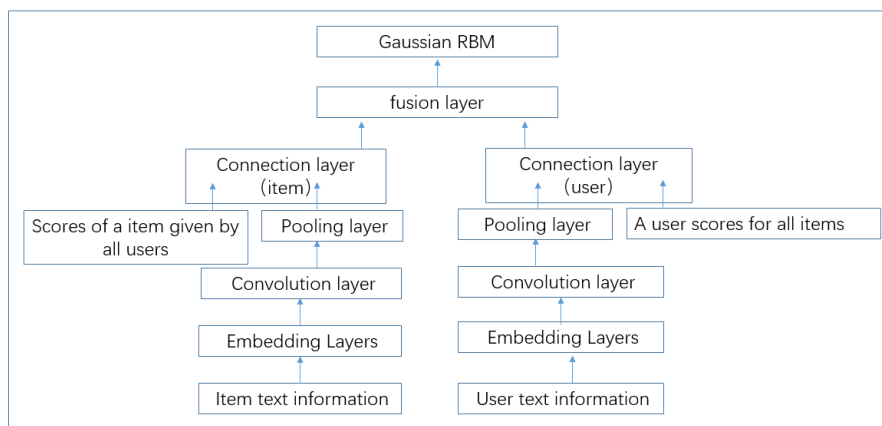 Gaussian RBM
fusion layer
Connection layer
（item）
Connection layer
（user）
Scores of a item given by
all users
Pooling layer
Pooling layer
A user scores for all items
Convolution layer
Convolution layer
Embedding Layers
Embedding Layers
Item text information
User text information